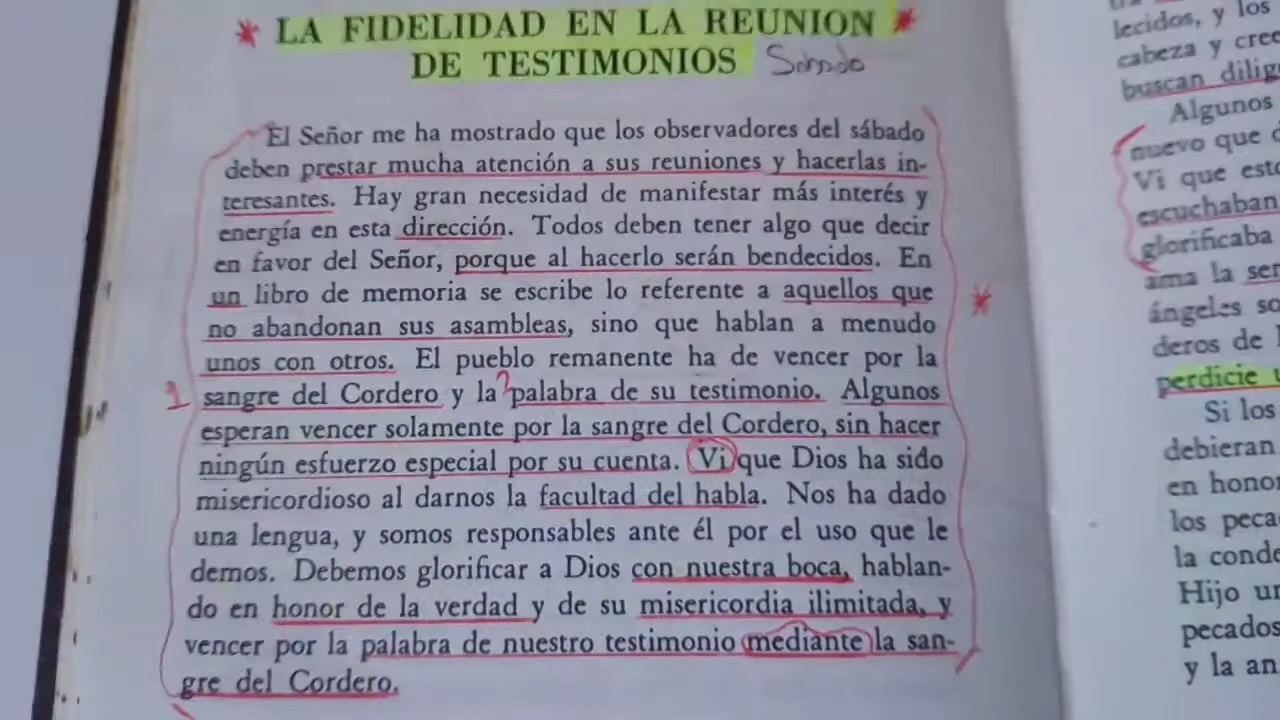 LA FIDELIDAD EN LA REUNION
DE TESTIMONIOS Sábado
El Señor me ha mostrado que los observadores del sábado
deben prestar mucha atención a sus reuniones y hacerlas in-
teresantes. Hay gran necesidad de manifestar más interés y
energía en esta dirección. Todos deben tener algo que decir
en favor del Señor, porque al hacerlo serán bendecidos. En
un libro de memoria se escribe lo referente a aquellos que
no abandonan sus asambleas, sino que hablan a menudo
unos con otros. El pueblo remanente ha de vencer por la
sangre del Cordero y la palabra de su testimonio. Algunos
esperan vencer solamente por la sangre del Cordero, sin hacer
ningún esfuerzo especial por su cuenta. Vi que Dios ha sido
misericordioso al darnos la facultad del habla. Nos ha dado
una lengua, y somos responsables ante él por el uso que le
demos. Debemos glorificar a Dios con nuestra boca, hablan-
do en honor de la verdad y de su misericordia ilimitada, y
vencer por la palabra de nuestro testimonio mediante la san-
gre del Cordero.
lecidos, y los
cabeza y cree
buscan dilig
Algunos
nuevo que
Vi que est
escuchaban
glorificaba
ama la ser
ángeles so
deros de
perdicie u
Si los
debieran
en honor
los peca
la conde
Hijo un
pecados
y la an